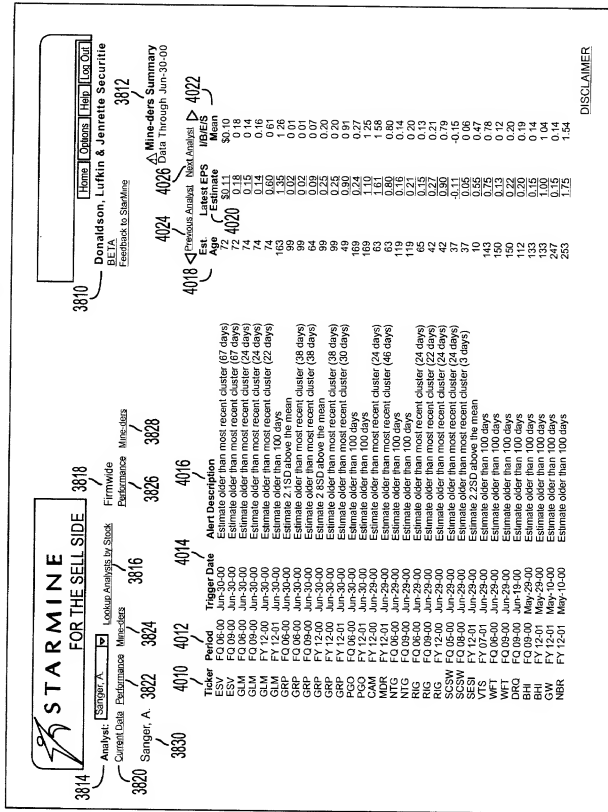 STARMINE
FOR THE SELL SIDE
Home Options Help Log Out
3810
Donaldson, Lufkin & Jenrette Securitie
BETA
Feedback to StarMine
3812
3814
Analyst: Sanger, A. Lookup Analysts by Stock
3816
3818
Firmwide
Mine-ders Summary
Data Through Jun-30-00
3820
Current Data Performance Mine-ders
3822
3824
Performance Mine-ders
3826
3828
Sanger, A.
3830
4010 4012 4014 4016 4018 4020 4022 4024 4026
Previous Analyst Next Analyst
Ticker Period Trigger Date Alert Description Est. Age Latest EPS Estimate I/B/E/S Mean
ESV FQ 06-00 Jun-30-00 Estimate older than most recent cluster (67 days) 72 $0.11 $0.10
ESV FQ 09-00 Jun-30-00 Estimate older than most recent cluster (67 days) 72 0.18 0.18
GLM FQ 06-00 Jun-30-00 Estimate older than most recent cluster (24 days) 74 0.15 0.14
GLM FQ 09-00 Jun-30-00 Estimate older than most recent cluster (24 days) 74 0.14 0.16
GLM FY 12-00 Jun-30-00 Estimate older than most recent cluster (22 days) 74 0.60 0 61
GLM FY 12-01 Jun-30-00 Estimate older than 100 days 163 1.35 1.26
GRP FQ 06-00 Jun-30-00 Estimate 2.1SD above the mean 99 0.02 0 01
GRP FQ 09-00 Jun-30-00 Estimate older than most recent cluster (38 days) 99 0.02 0 01
GRP FQ 09-00 Jun-30-00 Estimate older than most recent cluster (38 days) 64 0.09 0.07
GRP FY 12-00 Jun-30-00 Estimate 2 8SD above the mean 99 0.25 0.20
GRP FY 12-00 Jun-30-00 Estimate older than most recent cluster (38 days) 99 0.25 0.20
GRP FY 12-01 Jun-30-00 Estimate older than most recent cluster (30 days) 49 0.90 0 91
PGO FQ 06-00 Jun-30-00 Estimate older than 100 days 169 0.24 0.27
PGO FY 12-01 Jun-30-00 Estimate older than 100 days 169 1.10 1.25
CAM FY 12-01 Jun-29-00 Estimate older than most recent cluster (24 days) 63 1.61 1 58
MDR FY 12-00 Jun-29-00 Estimate older than most recent cluster (46 days) 63 0.80 0.80
NTG FQ 06-00 Jun-29-00 Estimate older than 100 days 119 0.16 0.14
NTG FQ 09-00 Jun-29-00 Estimate older than 100 days 119 0.21 0 20
RIG FQ 06-00 Jun-29-00 Estimate older than most recent cluster (24 days) 65 0.15 0.13
RIG FQ 09-00 Jun-29-00 Estimate older than most recent cluster (22 days) 42 0.27 0.21
RIG FY 12-00 Jun-29-00 Estimate older than most recent cluster (24 days) 42 0.90 0.79
SCSW FQ 05-00 Jun-29-00 Estimate older than most recent cluster (24 days) 37 -0.11 -0.15
SCSW FQ 08-00 Jun-29-00 Estimate older than most recent cluster (3 days) 37 0.05 0.06
SESI FY 12-01 Jun-29-00 Estimate 2.2SD above the mean 10 0.55 0.47
VTS FY 07-01 Jun-29-00 Estimate older than 100 days 143 0.75 0.78
WFT FQ 06-00 Jun-29-00 Estimate older than 100 days 150 0.13 0 12
WFT FQ 09-00 Jun-29-00 Estimate older than 100 days 150 0.22 0.20
DRQ FQ 09-00 Jun-19-00 Estimate older than 100 days 112 0.20 0.19
BHI FQ 09-00 May-29-00 Estimate older than 100 days 133 0.15 0.14
BHI FY 12-01 May-29-00 Estimate older than 100 days 133 1.00 1 04
GW FY 12-01 May-10-00 Estimate older than 100 days 247 0.15 0.14
NBR FY 12-01 May-10-00 Estimate older than 100 days 253 1.75 1.54
DISCLAIMER